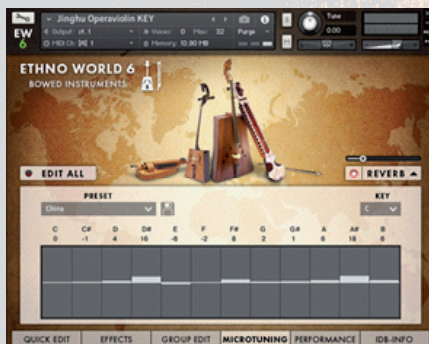 Jinghu Operaviolin KEY
Output: st. 1 Voices: 0 Max: 32 Purge
MIDI Ch: [A] 1 Memory: 13.90 MB
Tune
0.00
S
M
EW
6
ETHNO WORLD 6
BOWED INSTRUMENTS
EDIT ALL
REVERB
PRESET KEY
China C
C C# D D# E F F# G G# A A# B
0 -1 4 16 -6 -2 8 2 1 6 18 6
QUICK EDIT EFFECTS GROUP EDIT MICROTUNING PERFORMANCE IDB-INFO